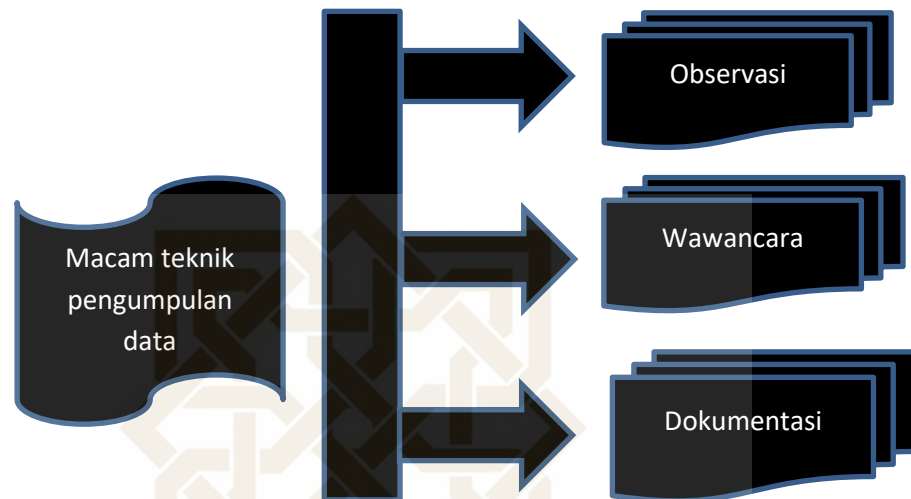 Macam teknik
pengumpulan
data
Observasi
Wawancara
Dokumentasi